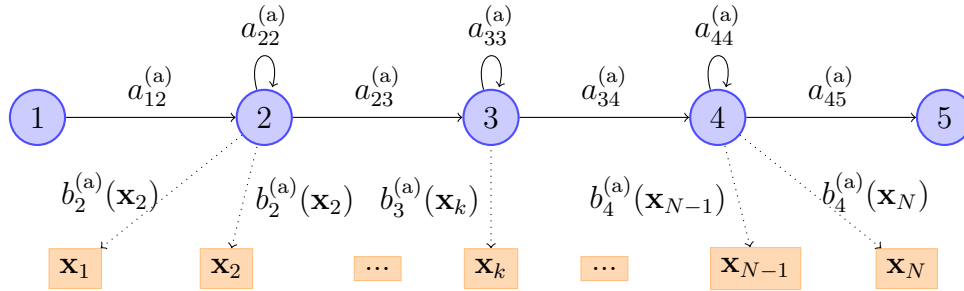 a_{22}^{(a)} a_{33}^{(a)} a_{44}^{(a)}
a_{12}^{(a)} a_{23}^{(a)} a_{34}^{(a)} a_{45}^{(a)}
1 2 3 4 5
b_2^{(a)}(x_2) b_2^{(a)}(x_2) b_3^{(a)}(x_k) b_4^{(a)}(x_{N-1}) b_4^{(a)}(x_N)
x_1 x_2 ... x_k ... x_{N-1} x_N